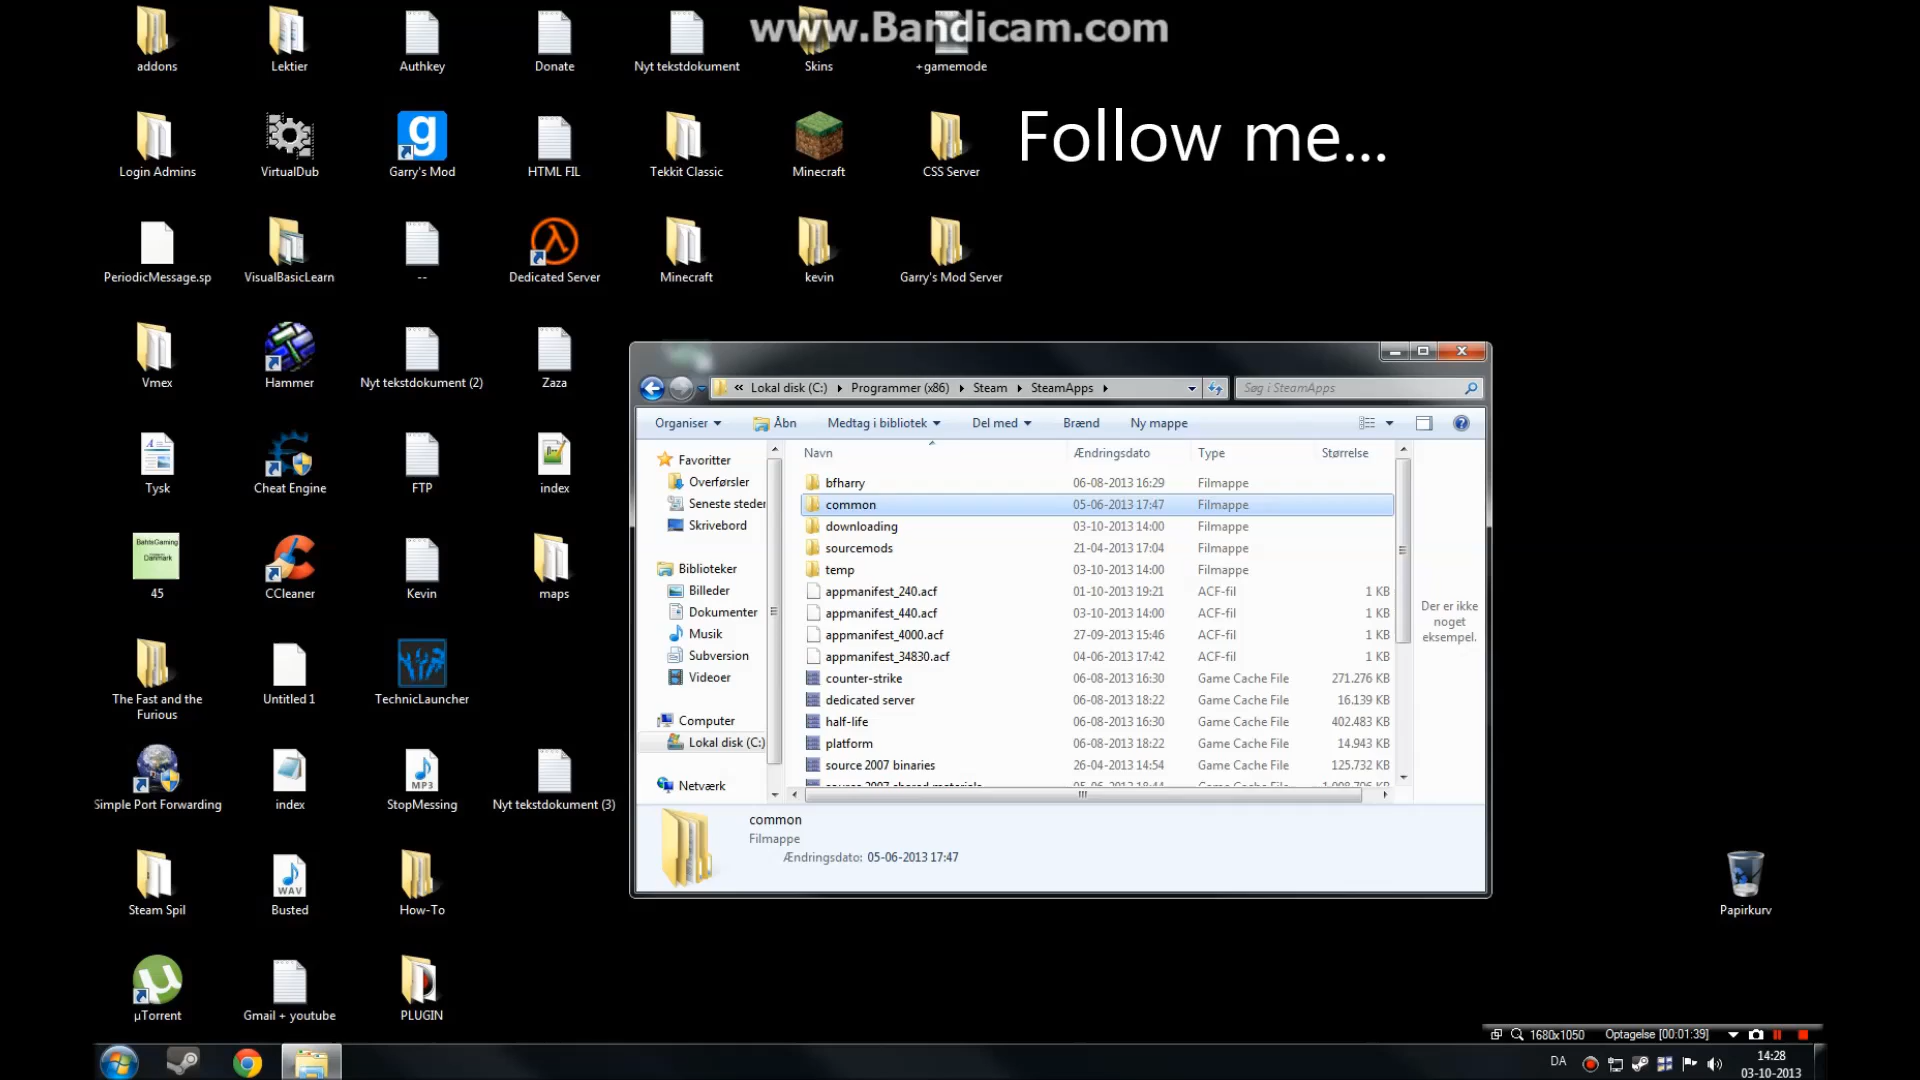 www.Bandicam.com
addons
Lektier
Authkey
Donate
Nyt tekstdokument
Skins
+gamemode
Follow me...
Login Admins
VirtualDub
Garry's Mod
HTML FIL
Tekkit Classic
Minecraft
CSS Server
PeriodicMessage.sp
VisualBasicLearn
--
Dedicated Server
Minecraft
kevin
Garry's Mod Server
Vmex
Hammer
Nyt tekstdokument (2)
Zaza
Tysk
Cheat Engine
FTP
index
BahtsGaming
Danmark
45
CCleaner
Kevin
maps
The Fast and the
Furious
Untitled 1
TechnicLauncher
Simple Port Forwarding
index
MP3
StopMessing
Nyt tekstdokument (3)
Steam Spil
WAV
Busted
How-To
µTorrent
Gmail + youtube
PLUGIN
« Lokal disk (C:) Programmer (x86) Steam SteamApps
Søg i SteamApps
Organiser Åbn Medtag i bibliotek Del med Brænd Ny mappe
Favoritter
Overførsler
Seneste steder
Skrivebord
Biblioteker
Billeder
Dokumenter
Musik
Subversion
Videoer
Computer
Lokal disk (C:)
Netværk
Navn Ændringsdato Type Størrelse
bfharry 06-08-2013 16:29 Filmappe
common 05-06-2013 17:47 Filmappe
downloading 03-10-2013 14:00 Filmappe
sourcemods 21-04-2013 17:04 Filmappe
temp 03-10-2013 14:00 Filmappe
appmanifest_240.acf 01-10-2013 19:21 ACF-fil 1 KB
appmanifest_440.acf 03-10-2013 14:00 ACF-fil 1 KB
appmanifest_4000.acf 27-09-2013 15:46 ACF-fil 1 KB
appmanifest_34830.acf 04-06-2013 17:42 ACF-fil 1 KB
counter-strike 06-08-2013 16:30 Game Cache File 271.276 KB
dedicated server 06-08-2013 18:22 Game Cache File 16.139 KB
half-life 06-08-2013 16:30 Game Cache File 402.483 KB
platform 06-08-2013 18:22 Game Cache File 14.943 KB
source 2007 binaries 26-04-2013 14:54 Game Cache File 125.732 KB
Der er ikke
noget
eksempel.
common
Filmappe
Ændringsdato: 05-06-2013 17:47
Papirkurv
1680x1050 Optagelse [00:01:39]
DA
14:28
03-10-2013